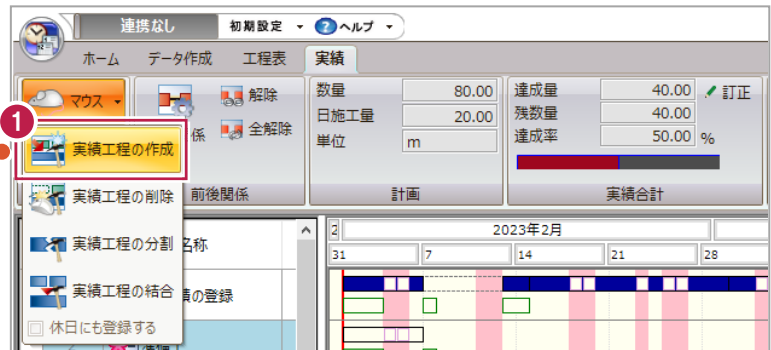 連携なし 初期設定 ?ヘルプ
ホーム データ作成 工程表 実績
マウス 係 解除 全解除 前後関係
数量 80.00
日施工量 20.00
単位 m
計画
達成量 40.00 訂正
残数量 40.00
達成率 50.00 %
実績合計
1
実績工程の作成
実績工程の削除
実績工程の分割
実績工程の結合
休日にも登録する
名称
績の登録
2 2023年2月
31 7 14 21 28